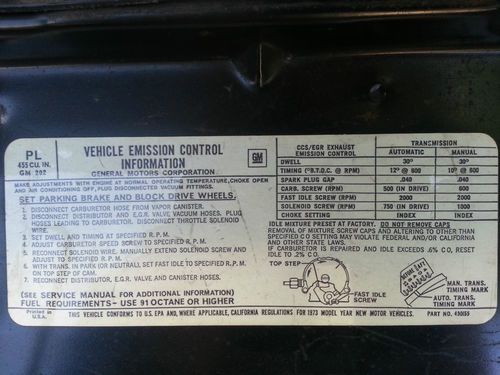 PL
455 CU. IN.
GM 202
VEHICLE EMISSION CONTROL
INFORMATION
GENERAL MOTORS CORPORATION
GM
MAKE ADJUSTMENTS WITH ENGINE AT NORMAL OPERATING TEMPERATURE, CHOKE OPEN
AND AIR CONDITIONING OFF, PLUG DISCONNECTED VACUUM FITTINGS.
SET PARKING BRAKE AND BLOCK DRIVE WHEELS.
1. DISCONNECT CARBURETOR HOSE FROM VAPOR CANISTER.
2. DISCONNECT DISTRIBUTOR AND E.G.R. VALVE VACUUM HOSES. PLUG
HOSES LEADING TO CARBURETOR. DISCONNECT THROTTLE SOLENOID
WIRE.
3. SET DWELL AND TIMING AT SPECIFIED R.P.M.
4. ADJUST CARBURETOR SPEED SCREW TO SPECIFIED R.P.M.
5. RECONNECT SOLENOID WIRE. MANUALLY EXTEND SOLENOID SCREW AND
ADJUST TO SPECIFIED R.P.M.
6. WITH TRANS. IN PARK (OR NEUTRAL) SET FAST IDLE TO SPECIFIED R.P.M.
ON TOP STEP OF CAM.
7. RECONNECT DISTRIBUTOR, E.G.R. VALVE AND CANISTER HOSES.
(SEE SERVICE MANUAL FOR ADDITIONAL INFORMATION)
FUEL REQUIREMENTS - USE 91 OCTANE OR HIGHER
CCS/EGR EXHAUST EMISSION CONTROL
TRANSMISSION
AUTOMATIC MANUAL
DWELL 30° 30°
TIMING (°B.T.D.C. @ RPM) 12° @ 600 10° @ 600
SPARK PLUG GAP .040 .040
CARB. SCREW (RPM) 500 (IN DRIVE) 600
FAST IDLE SCREW (RPM) 2000 2000
SOLENOID SCREW (RPM) 750 (IN DRIVE) 1000
CHOKE SETTING INDEX INDEX
IDLE MIXTURE PRESET AT FACTORY. DO NOT REMOVE CAPS
REMOVAL OF MIXTURE SCREW CAPS AND ALTERING TO OTHER THAN
SPECIFIED CO SETTING MAY VIOLATE FEDERAL AND/OR CALIFORNIA
AND OTHER STATE LAWS.
IF CARBURETOR IS REPAIRED AND IDLE EXCEEDS .6% CO, RESET
IDLE TO .2% CO.
TOP STEP
FAST IDLE
SCREW
MAN. TRANS.
TIMING MARK
AUTO. TRANS.
TIMING MARK
Printed in
U.S.A.
THIS VEHICLE CONFORMS TO U.S. EPA AND, WHERE APPLICABLE, CALIFORNIA REGULATIONS FOR 1973 MODEL YEAR NEW MOTOR VEHICLES.
PART NO.